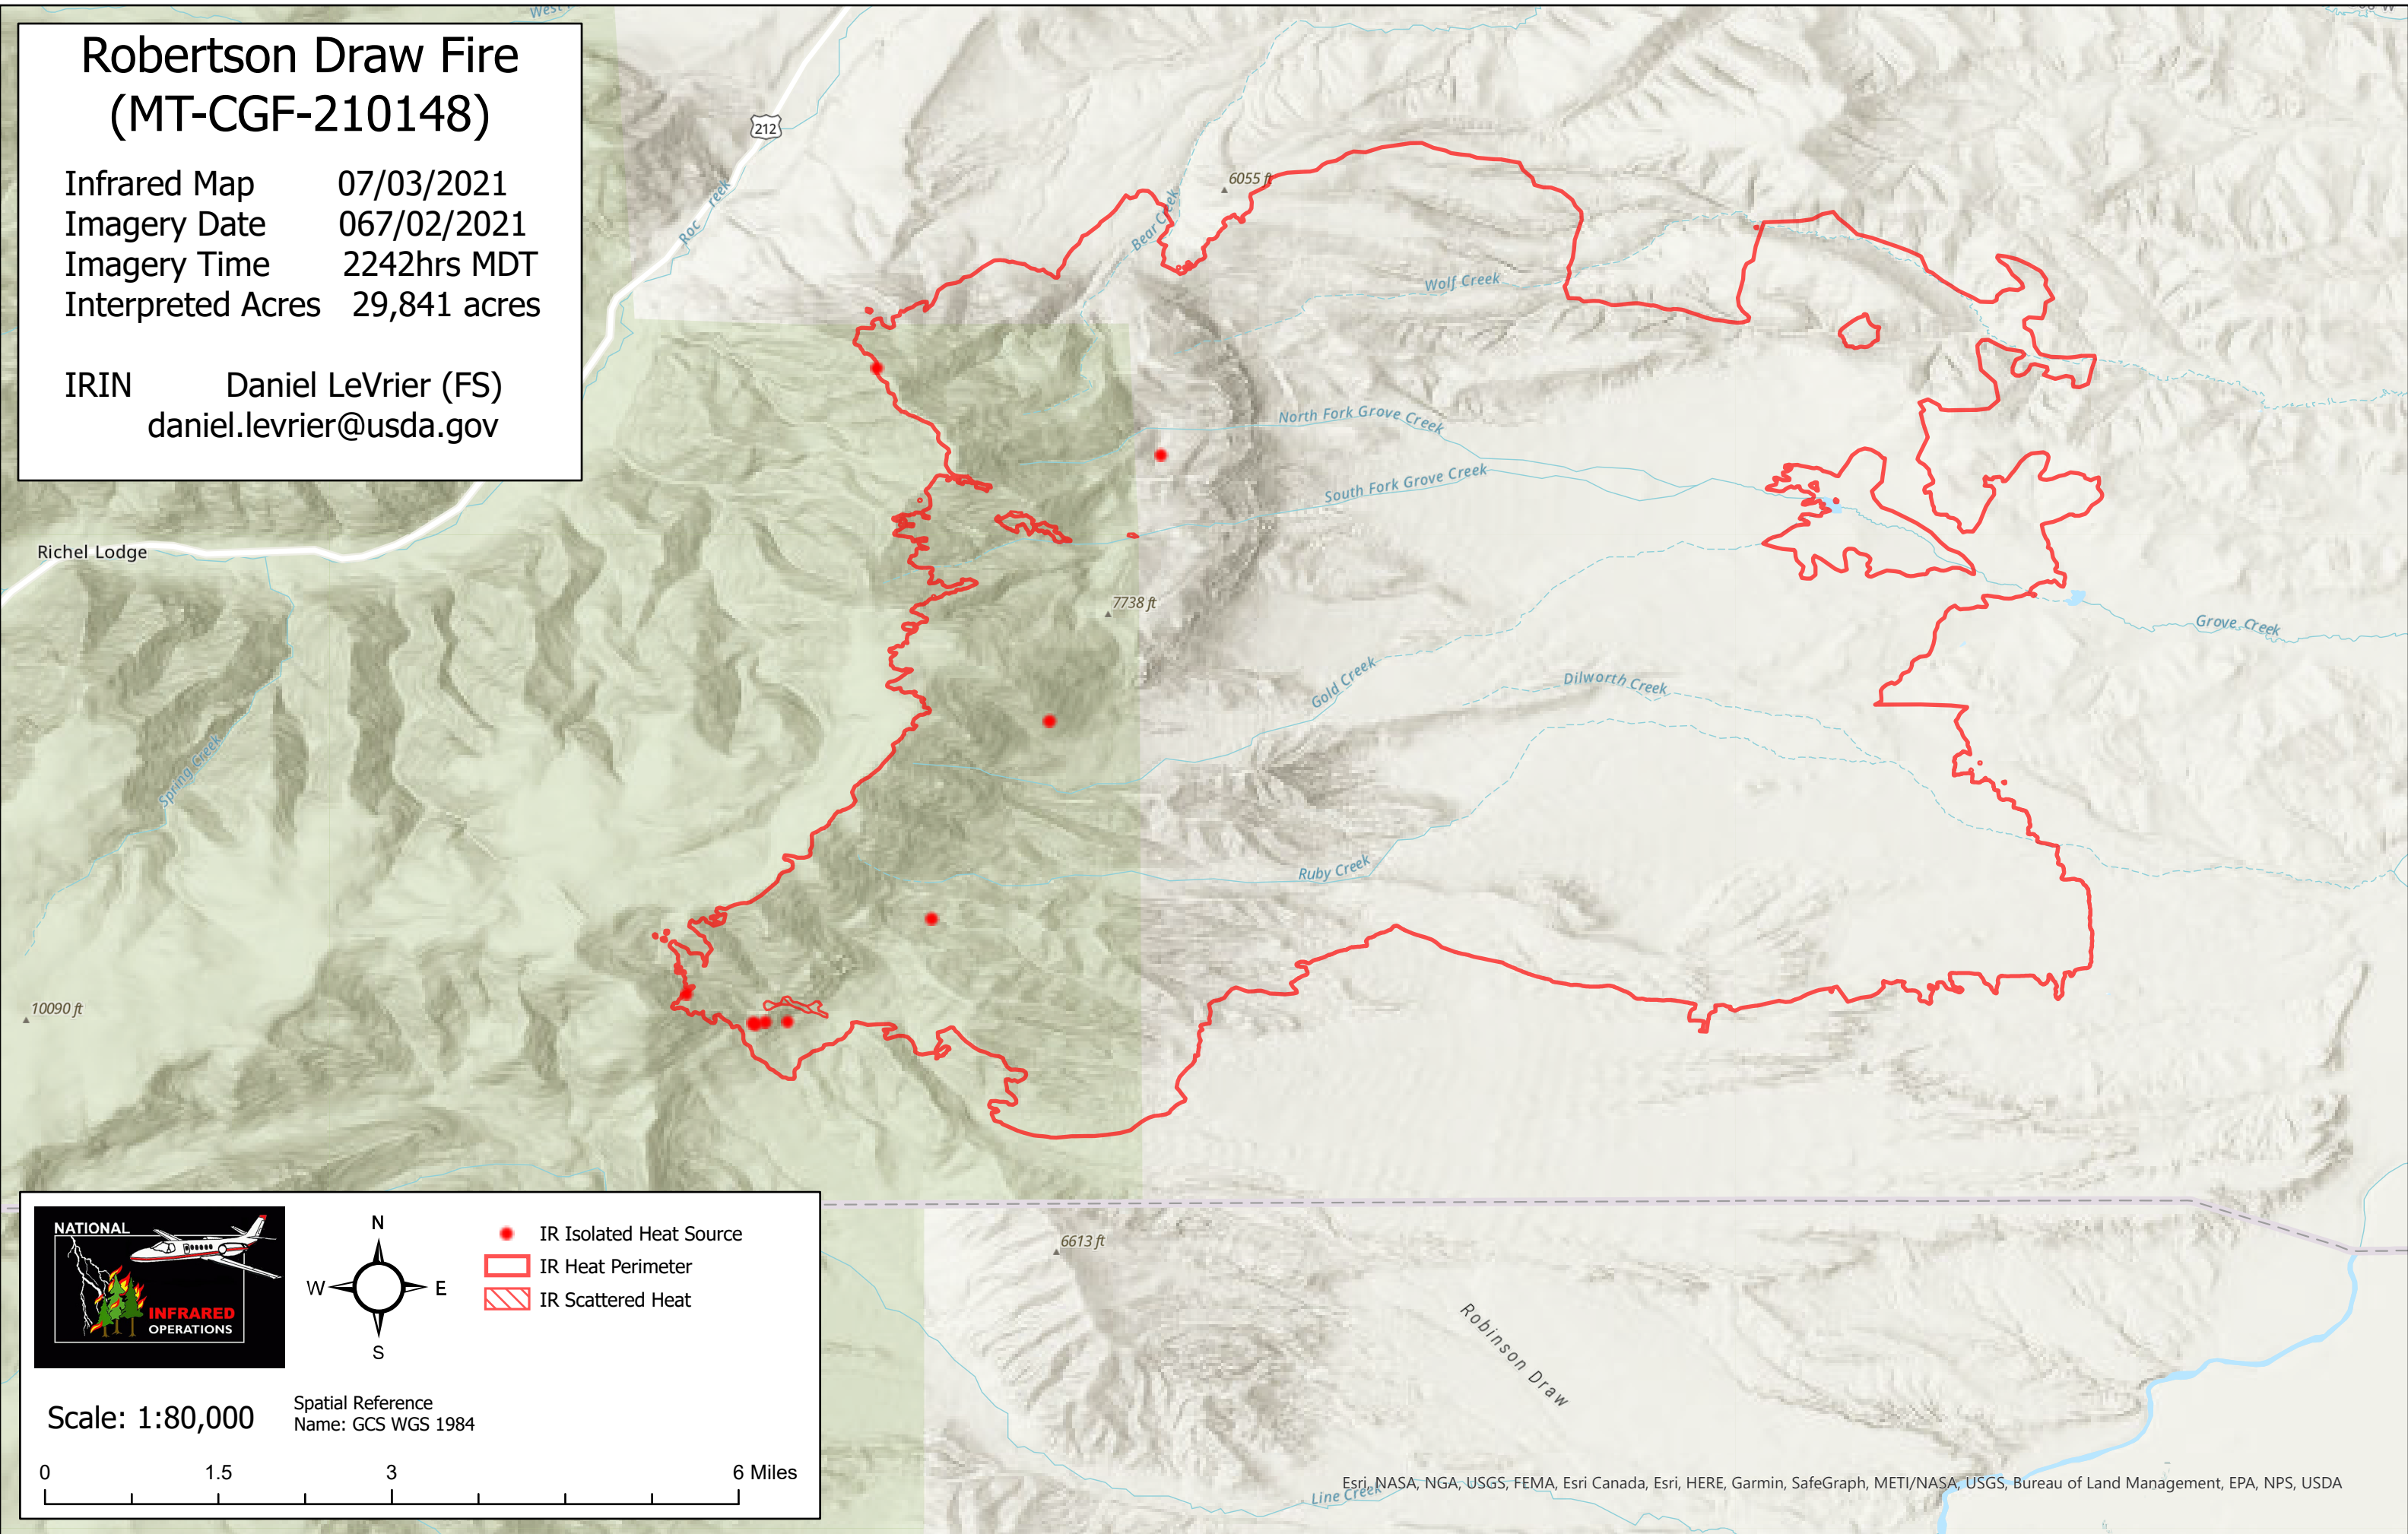 Robertson Draw Fire
(MT-CGF-210148)
Infrared Map 07/03/2021
Imagery Date 067/02/2021
Imagery Time 2242hrs MDT
Interpreted Acres 29,841 acres
IRIN Daniel LeVrier (FS)
daniel.levrier@usda.gov
West
212
Roc reek
Bear Creek
6055 ft
Wolf Creek
North Fork Grove Creek
South Fork Grove Creek
Richel Lodge
7738 ft
Grove Creek
Gold Creek
Dilworth Creek
Spring Creek
Ruby Creek
10090 ft
6613 ft
Robinson Draw
Line Creek
NATIONAL
INFRARED
OPERATIONS
N
W E
S
IR Isolated Heat Source
IR Heat Perimeter
IR Scattered Heat
Scale: 1:80,000
Spatial Reference
Name: GCS WGS 1984
0 1.5 3 6 Miles
Esri, NASA, NGA, USGS, FEMA, Esri Canada, Esri, HERE, Garmin, SafeGraph, METI/NASA, USGS, Bureau of Land Management, EPA, NPS, USDA